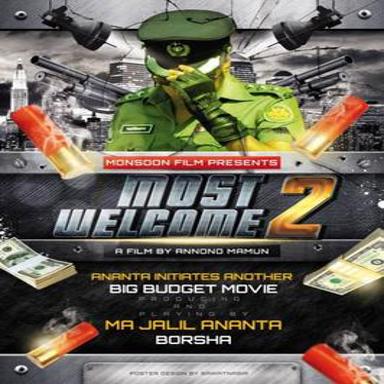 MONSOON FILM PRESENTS
MOST
WELCOME 2
A FILM BY ANNONO MAMUN
ANANTA INITIATES ANOTHER
BIG BUDGET MOVIE
PRODUCING
AND
PLAYING BY
MA JALIL ANANTA
BORSHA
POSTER DESIGN BY SAIKATNASIR